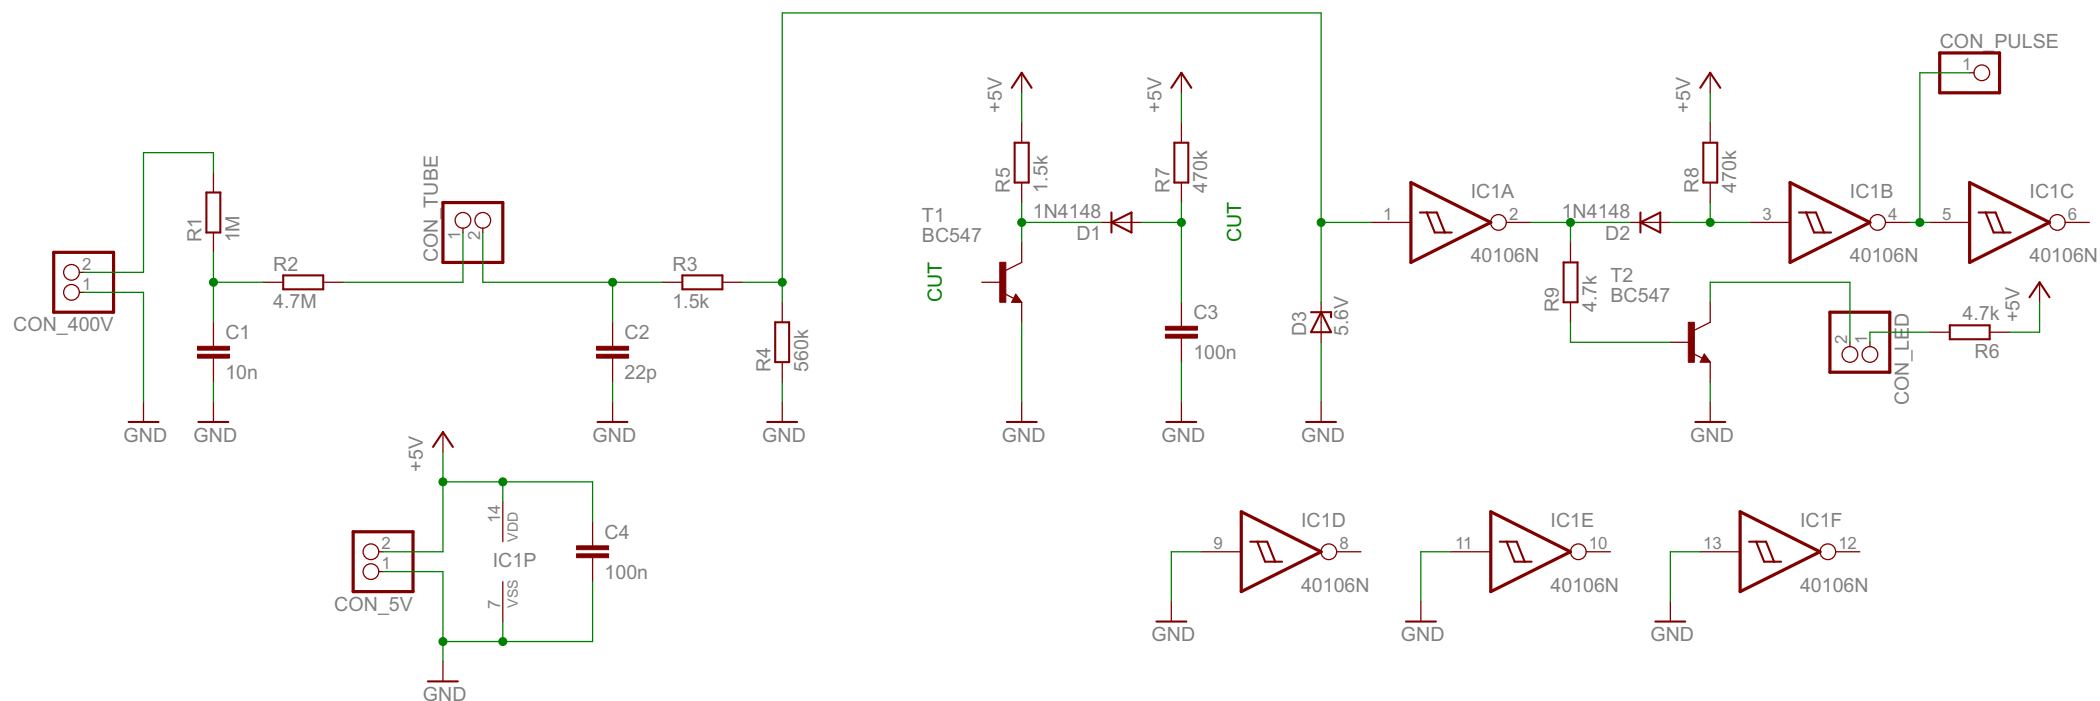 CON_400V
2
1
R1
1M
C1
10n
GND
GND
R2
4.7M
CON_TUBE
1
2
C2
22p
GND
R3
1.5k
R4
560k
GND
+5V
CON_5V
2
1
14
VDD
IC1P
7
VSS
C4
100n
GND
CUT
T1
BC547
+5V
R5
1.5k
1N4148
D1
GND
+5V
R7
470k
CUT
C3
100n
GND
D3
5.6V
GND
1
IC1A
2
40106N
1N4148
D2
R9
4.7k
T2
BC547
GND
+5V
R8
470k
3
IC1B
4
40106N
CON_PULSE
1
5
IC1C
6
40106N
2
1
CON_LED
4.7k
R6
+5V
9
IC1D
8
40106N
GND
11
IC1E
10
40106N
GND
13
IC1F
12
40106N
GND